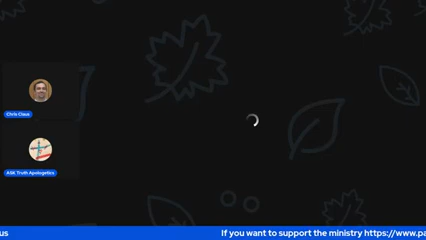 Chris Claus
ASK Truth Apologetics
us If you want to support the ministry https://www.pa